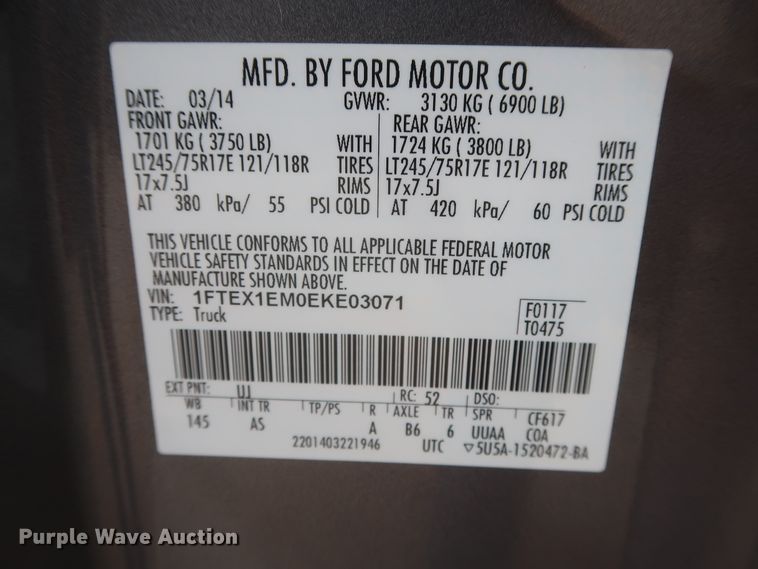 MFD. BY FORD MOTOR CO.
DATE: 03/14 GVWR: 3130 KG ( 6900 LB)
FRONT GAWR: REAR GAWR:
1701 KG ( 3750 LB) WITH 1724 KG ( 3800 LB) WITH
LT245/75R17E 121/118R TIRES LT245/75R17E 121/118R TIRES
17x7.5J RIMS 17x7.5J RIMS
AT 380 kPa/ 55 PSI COLD AT 420 kPa/ 60 PSI COLD
THIS VEHICLE CONFORMS TO ALL APPLICABLE FEDERAL MOTOR
VEHICLE SAFETY STANDARDS IN EFFECT ON THE DATE OF
MANUFACTURE SHOWN ABOVE.
VIN: 1FTEX1EM0EKE03071 F0117
TYPE: Truck T0475
EXT PNT: UJ RC: 52 DSO:
WB INT TR TP/PS R AXLE TR SPR CF617
145 AS A B6 6 UUAA COA
2201403221946 UTC ▽5U5A-1520472-BA
Purple Wave Auction